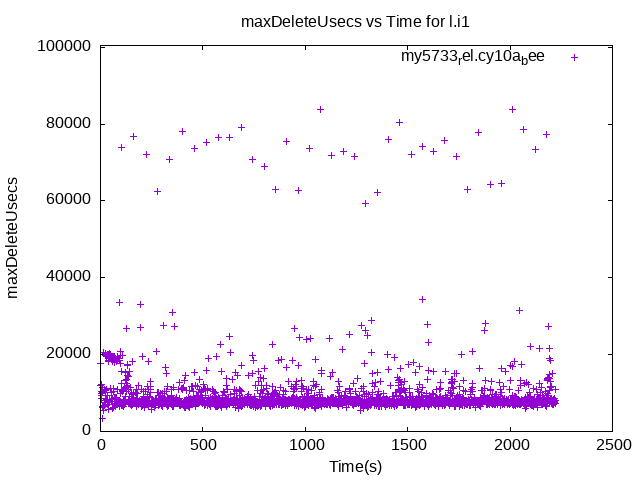 maxDeleteUsecs vs Time for l.i1
my5733rel.cy10abee
maxDeleteUsecs
100000
80000
60000
40000
20000
0
0 500 1000 1500 2000 2500
Time(s)